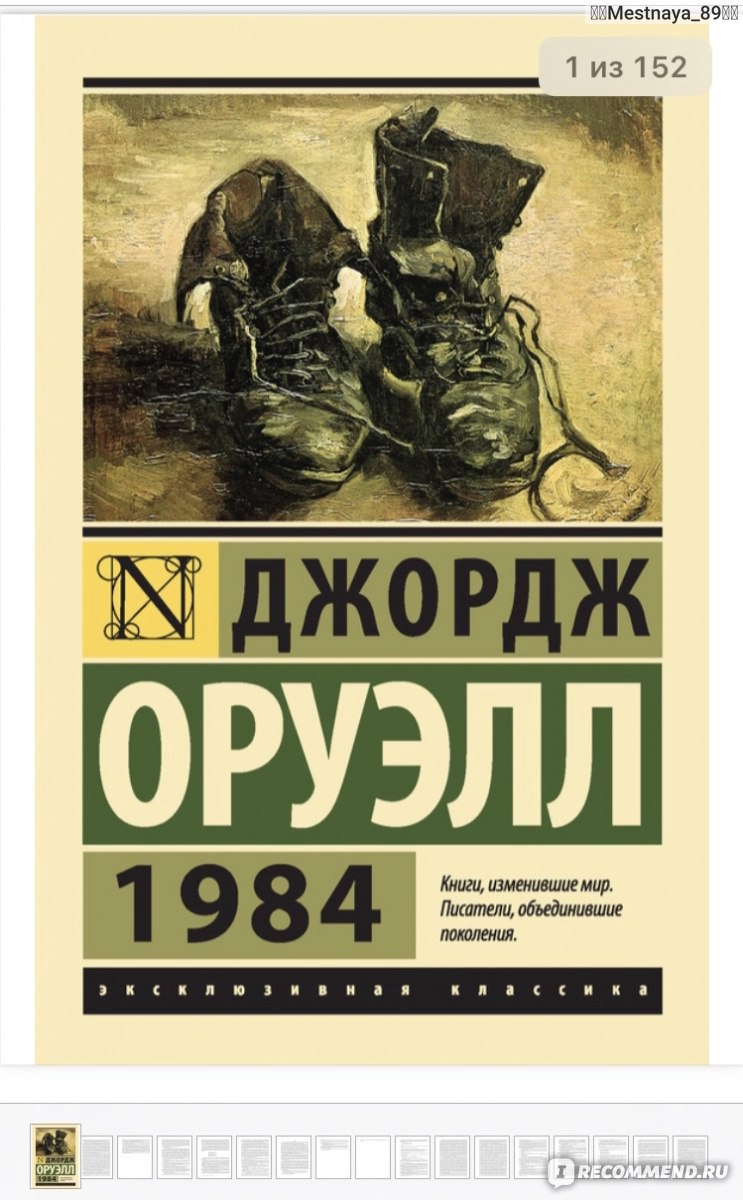 Mestnaya_89
1 из 152
N ДЖОРДЖ
ОРУЭЛЛ
1984
Книги, изменившие мир.
Писатели, объединившие
поколения.
эксклюзивная классика
N ДЖОРДЖ
ОРУЭЛЛ
1984
IRECOMMEND.RU